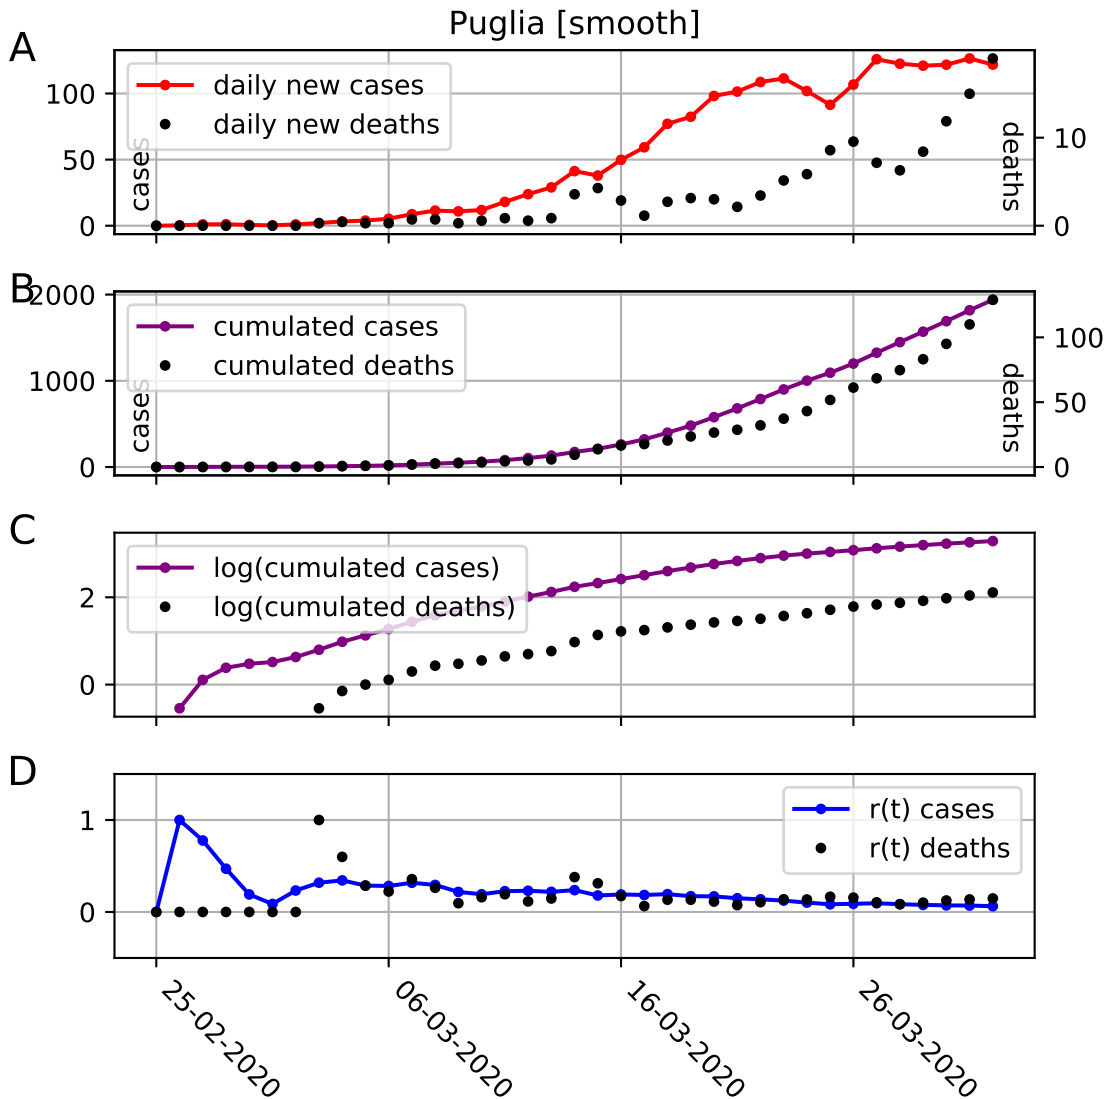 Puglia [smooth]
A
daily new cases
daily new deaths
100
50
0
cases
10
0
deaths
B
cumulated cases
cumulated deaths
2000
1000
0
cases
100
50
0
deaths
C
log(cumulated cases)
log(cumulated deaths)
2
0
D
r(t) cases
r(t) deaths
1
0
25-02-2020
06-03-2020
16-03-2020
26-03-2020